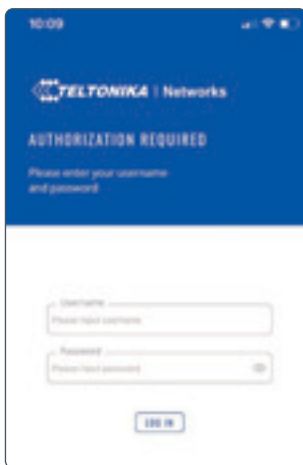 10:09
TELTONIKA | Networks
AUTHORIZATION REQUIRED
Please enter your username
and password
Username
Please input username
Password
Please input password
LOG IN